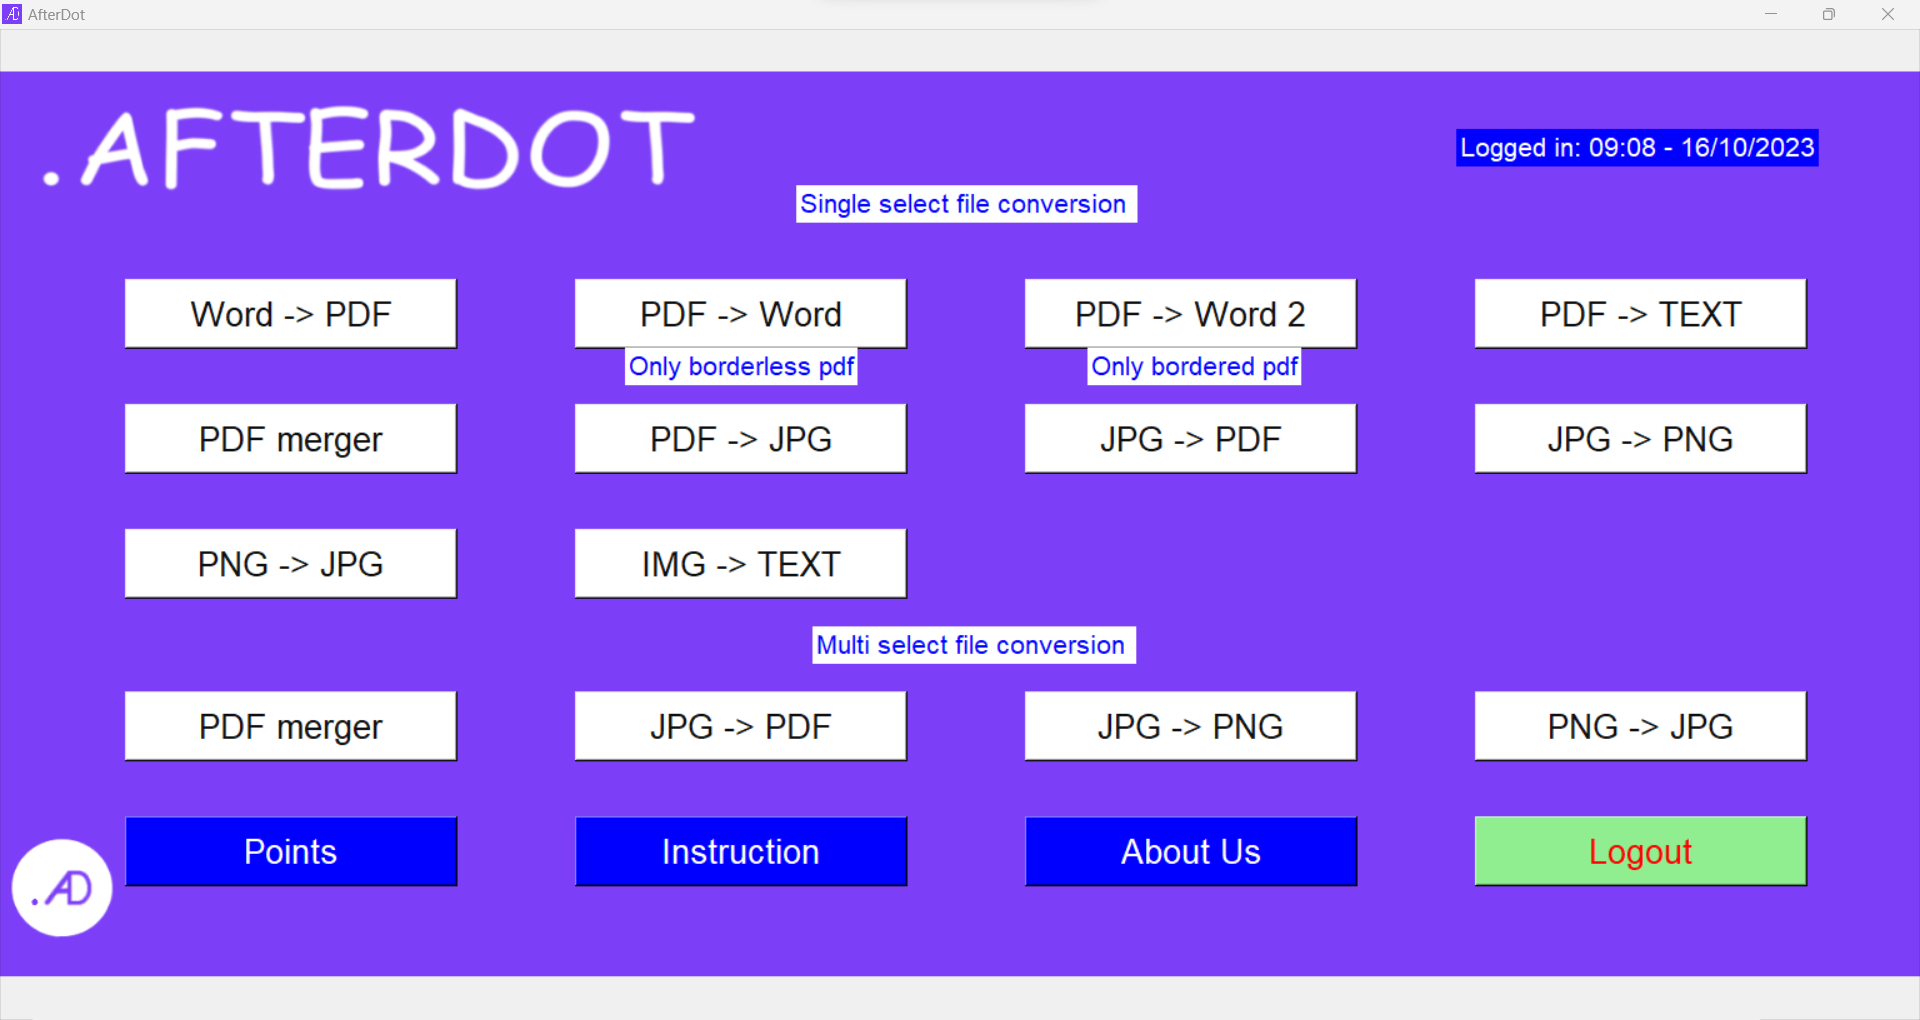 AfterDot
.AFTERDOT
Logged in: 09:08 - 16/10/2023
Single select file conversion
Word -> PDF
PDF -> Word
PDF -> Word 2
PDF -> TEXT
Only borderless pdf
Only bordered pdf
PDF merger
PDF -> JPG
JPG -> PDF
JPG -> PNG
PNG -> JPG
IMG -> TEXT
Multi select file conversion
PDF merger
JPG -> PDF
JPG -> PNG
PNG -> JPG
Points
Instruction
About Us
Logout
.AD